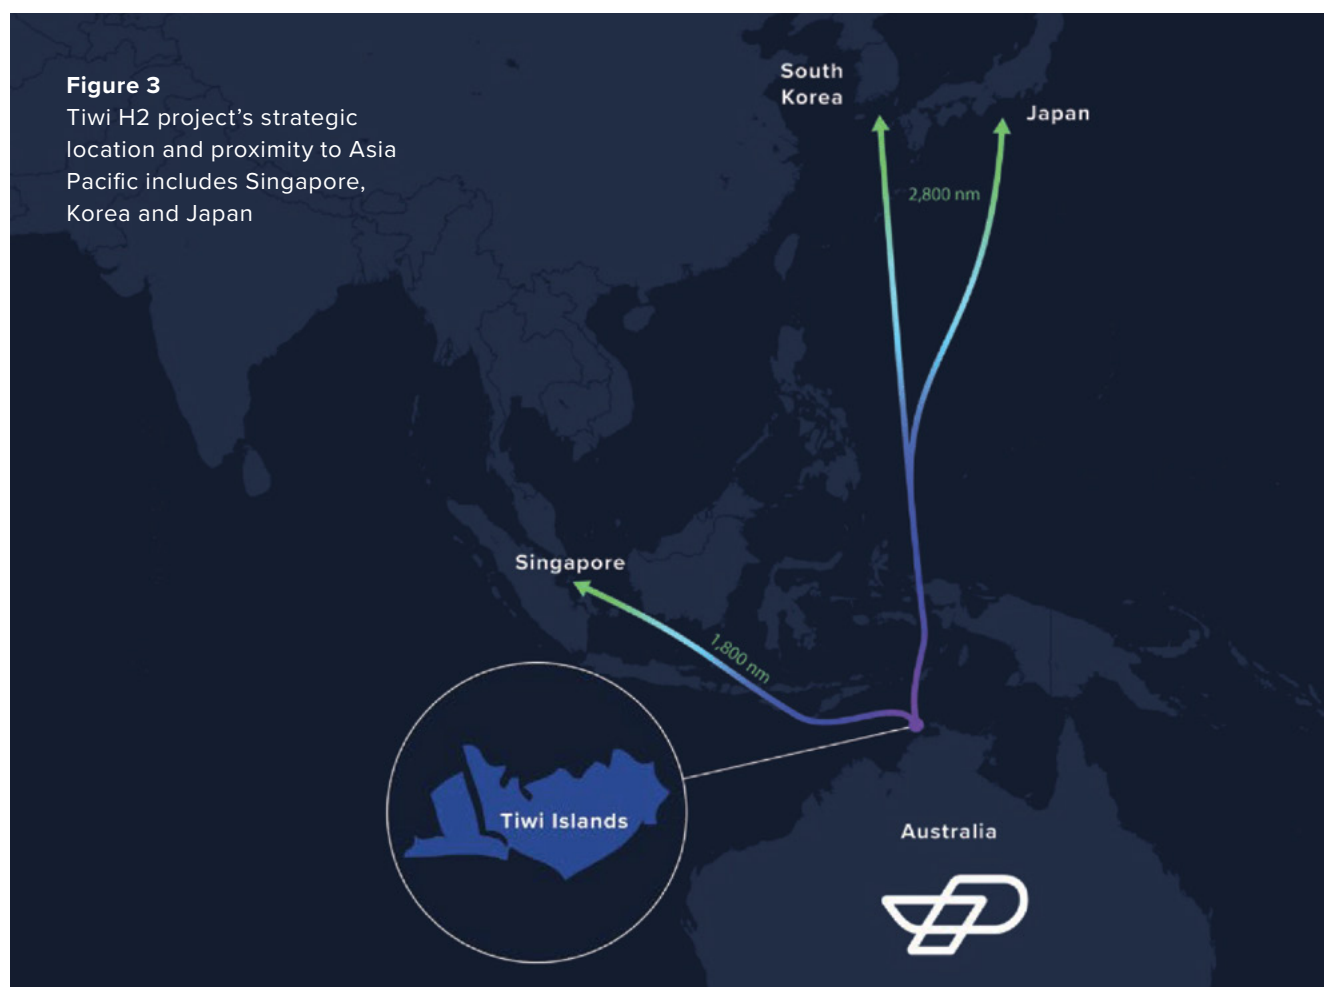 Figure 3
Tiwi H2 project’s strategic
location and proximity to Asia
Pacific includes Singapore,
Korea and Japan
South
Korea
Japan
2,800 nm
Singapore
1,800 nm
Tiwi Islands
Australia